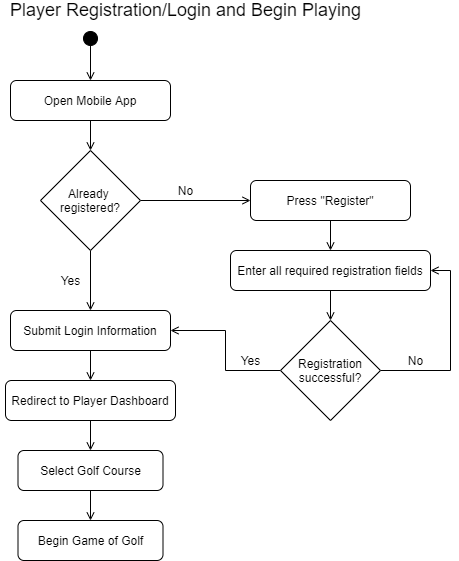 Player Registration/Login and Begin Playing
Open Mobile App
Already
registered?
No
Press "Register"
Enter all required registration fields
Yes
Submit Login Information
Registration
successful?
Yes
No
Redirect to Player Dashboard
Select Golf Course
Begin Game of Golf